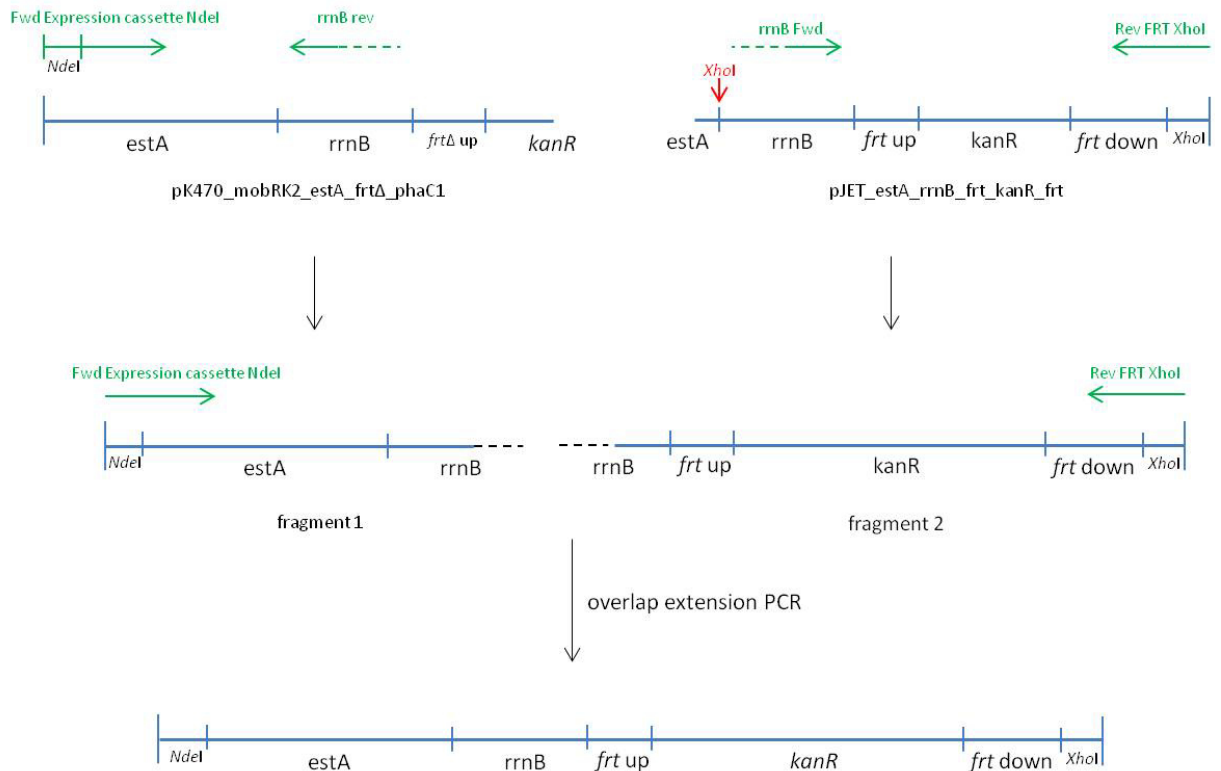 Fwd Expression cassette NdeI
rrnB rev
rrnB Fwd
Rev FRT XhoI
NdeI
XhoI
estA
rrnB
frtΔ up
kanR
estA
rrnB
frt up
kanR
frt down
XhoI
pK470_mobRK2_estA_frtΔ_phaC1
pJET_estA_rrnB_frt_kanR_frt
Fwd Expression cassette NdeI
Rev FRT XhoI
NdeI
estA
rrnB
rrnB
frt up
kanR
frt down
XhoI
fragment 1
fragment 2
overlap extension PCR
NdeI
estA
rrnB
frt up
kanR
frt down
XhoI